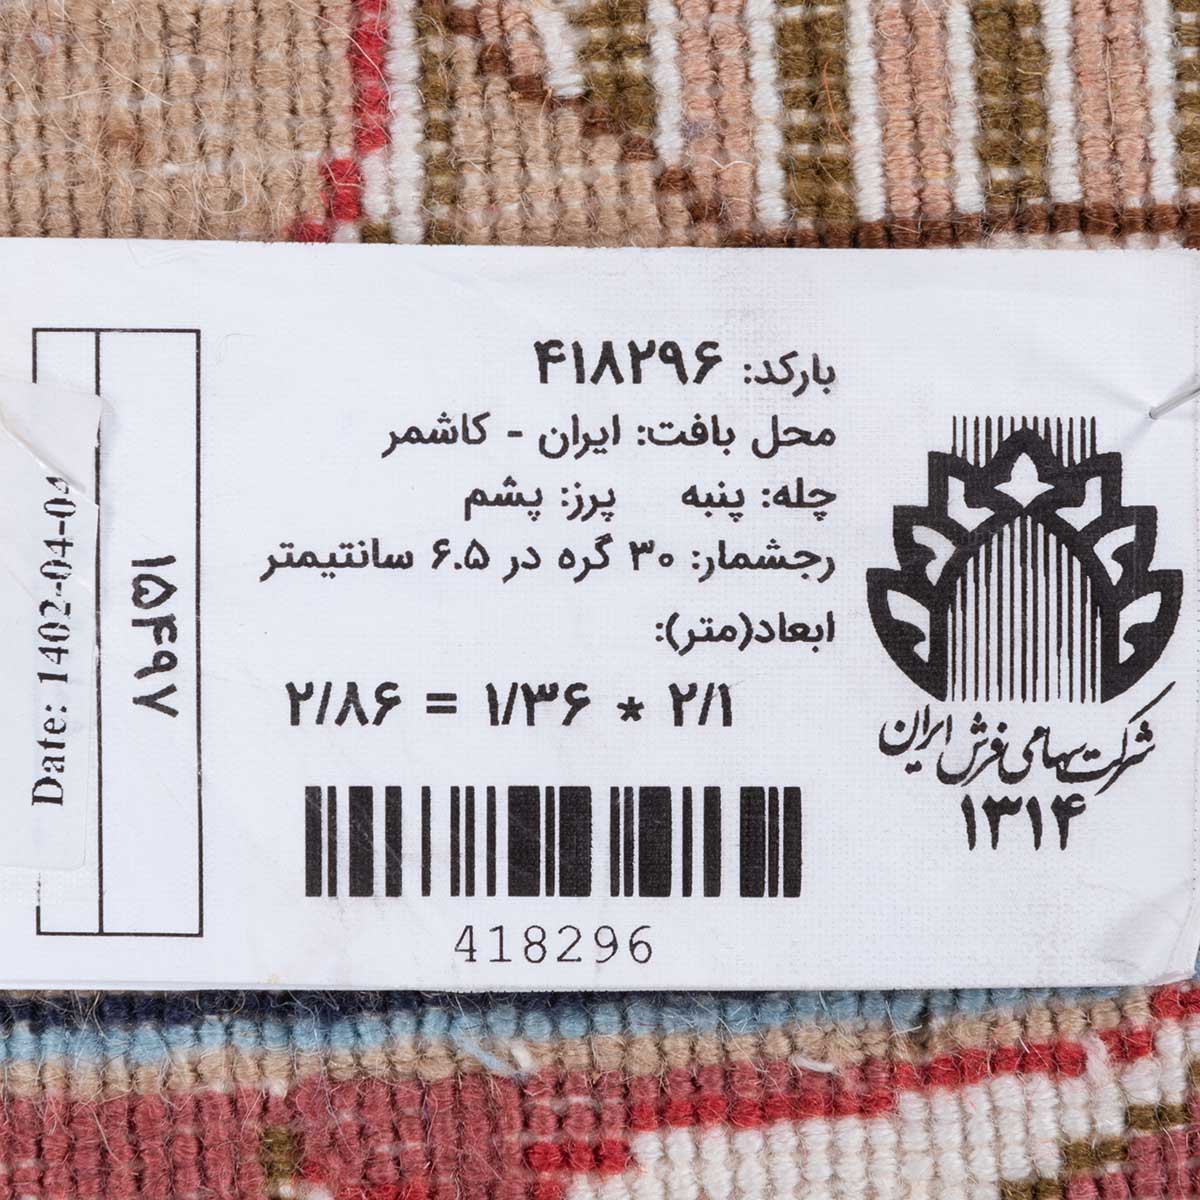 بارکد: ۴۱۸۲۹۶
محل بافت: ایران - کاشمر
چله: پنبه پرز: پشم
رجشمار: ۳۰ گره در ۶.۵ سانتیمتر
ابعاد(متر):
۲/۱ * ۱/۳۶ = ۲/۸۶
418296
شرکت سهامی فرش ایران
۱۳۱۴
۱۵۴۹۷
Date: 1402-04-04